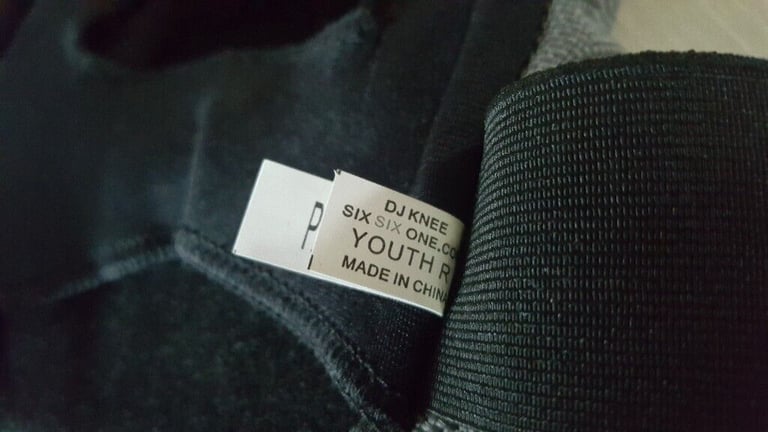 P
DJ KNEE
SIX SIX ONE.CO
YOUTH R
MADE IN CHINA